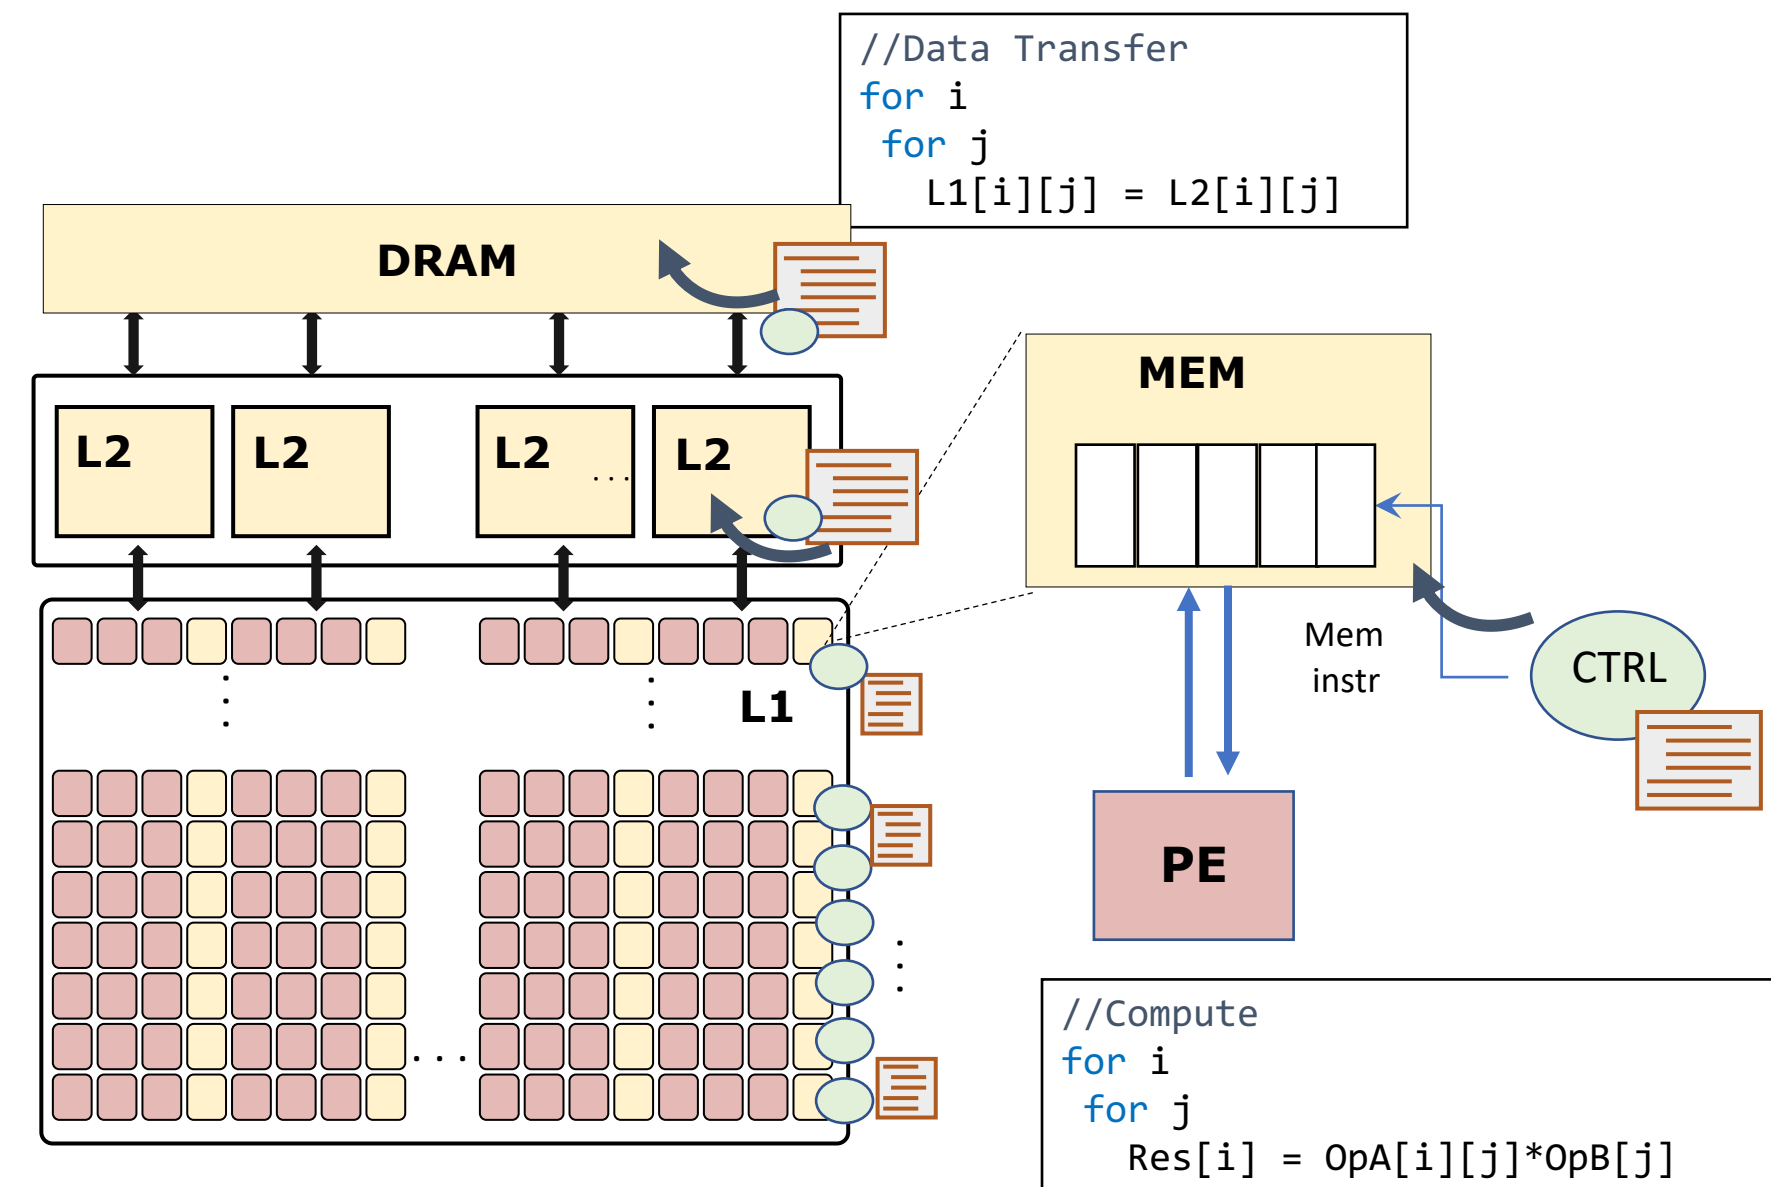 //Data Transfer
for i
for j
L1[i][j] = L2[i][j]
DRAM
L2
L2
L2
...
L2
MEM
Mem
instr
CTRL
L1
PE
...
//Compute
for i
for j
Res[i] = OpA[i][j]*OpB[j]